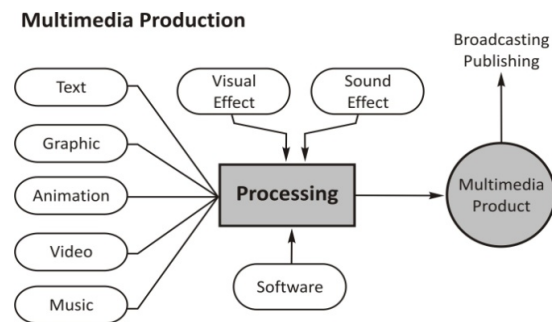 Multimedia Production
Text
Graphic
Animation
Video
Music
Visual
Effect
Sound
Effect
Processing
Software
Multimedia
Product
Broadcasting
Publishing